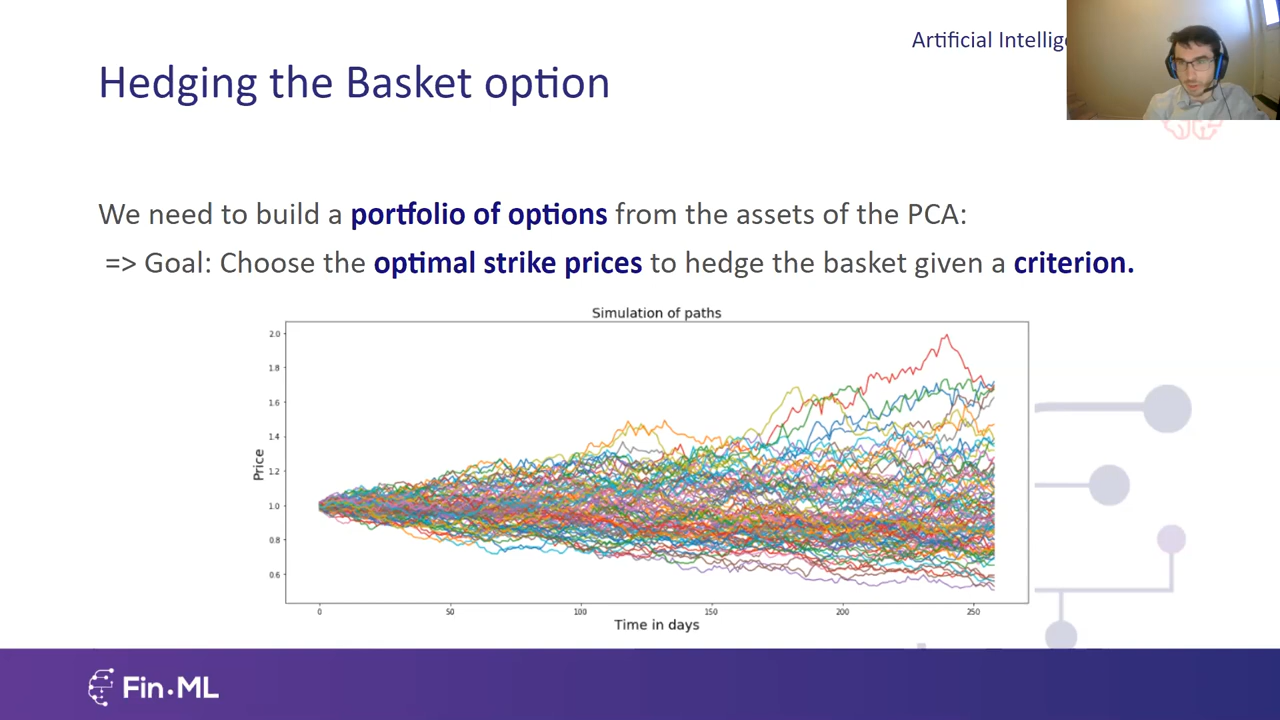 Artificial Intellig
Hedging the Basket option
We need to build a portfolio of options from the assets of the PCA:
=> Goal: Choose the optimal strike prices to hedge the basket given a criterion.
Simulation of paths
2.0
1.8
1.6
1.4
1.2
1.0
0.8
0.6
Price
0 50 100 150 200 250
Time in days
Fin·ML